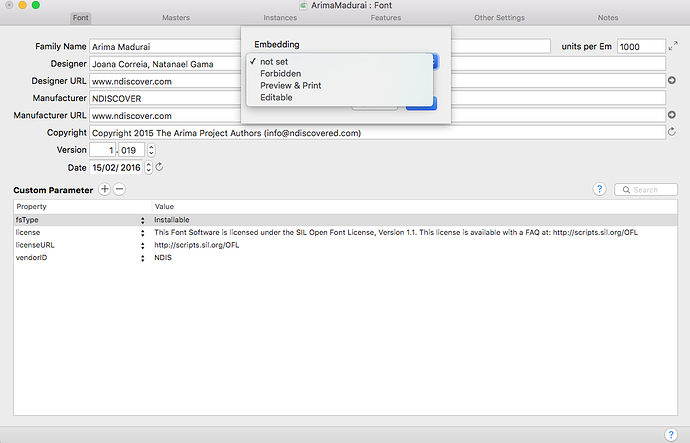 ArimaMadurai : Font
Font Masters Instances Features Other Settings Notes
Embedding
✓ not set
Forbidden
Preview & Print
Editable
Family Name Arima Madurai units per Em 1000
Designer Joana Correia, Natanael Gama
Designer URL www.ndiscover.com
Manufacturer NDISCOVER
Manufacturer URL www.ndiscover.com
Copyright Copyright 2015 The Arima Project Authors (info@ndiscovered.com)
Version 1 . 019
Date 15/02/ 2016
Custom Parameter + − ? Search
Property Value
fsType Installable
license This Font Software is licensed under the SIL Open Font License, Version 1.1. This license is available with a FAQ at: http://scripts.sil.org/OFL
licenseURL http://scripts.sil.org/OFL
vendorID NDIS
?